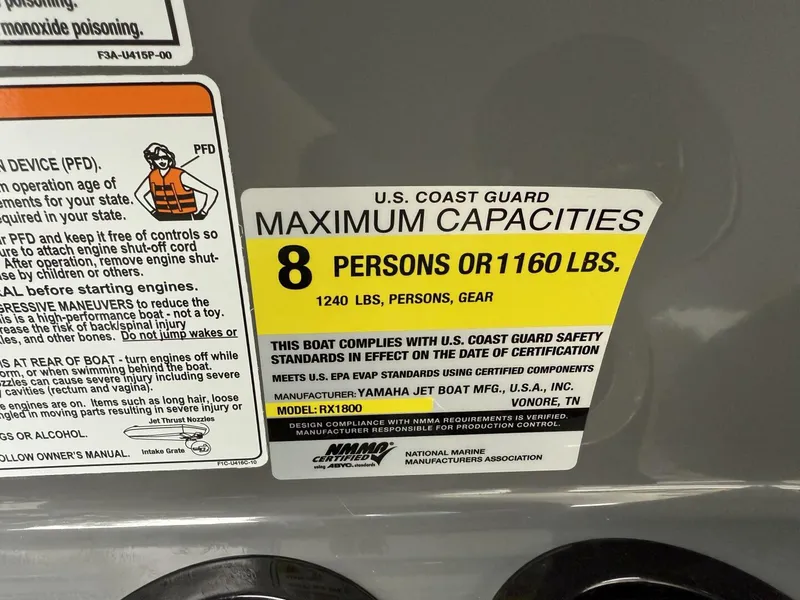 poisoning.
monoxide poisoning.
F3A-U415P-00
PFD
DEVICE (PFD).
operation age of
ements for your state.
quired in your state.
PFD and keep it free of controls so
ure to attach engine shut-off cord
After operation, remove engine shut-
se by children or others.
AL before starting engines.
GRESSIVE MANEUVERS to reduce the
is is a high-performance boat - not a toy.
rease the risk of back/spinal injury
les, and other bones. Do not jump wakes or
S AT REAR OF BOAT - turn engines off while
orm, or when swimming behind the boat.
zzles can cause severe injury including severe
cavities (rectum and vagina).
e engines are on. Items such as long hair, loose
ngled in moving parts resulting in severe injury or
Jet Thrust Nozzles
GS OR ALCOHOL.
Intake Grate
OLLOW OWNER'S MANUAL.
F1C-U416C-10
U.S. COAST GUARD
MAXIMUM CAPACITIES
8 PERSONS OR 1160 LBS.
1240 LBS, PERSONS, GEAR
THIS BOAT COMPLIES WITH U.S. COAST GUARD SAFETY
STANDARDS IN EFFECT ON THE DATE OF CERTIFICATION
MEETS U.S. EPA EVAP STANDARDS USING CERTIFIED COMPONENTS
MANUFACTURER: YAMAHA JET BOAT MFG., U.S.A., INC.
MODEL: RX1800 VONORE, TN
DESIGN COMPLIANCE WITH NMMA REQUIREMENTS IS VERIFIED.
MANUFACTURER RESPONSIBLE FOR PRODUCTION CONTROL.
NMMA
CERTIFIED
using ABYC. standards
NATIONAL MARINE
MANUFACTURERS ASSOCIATION